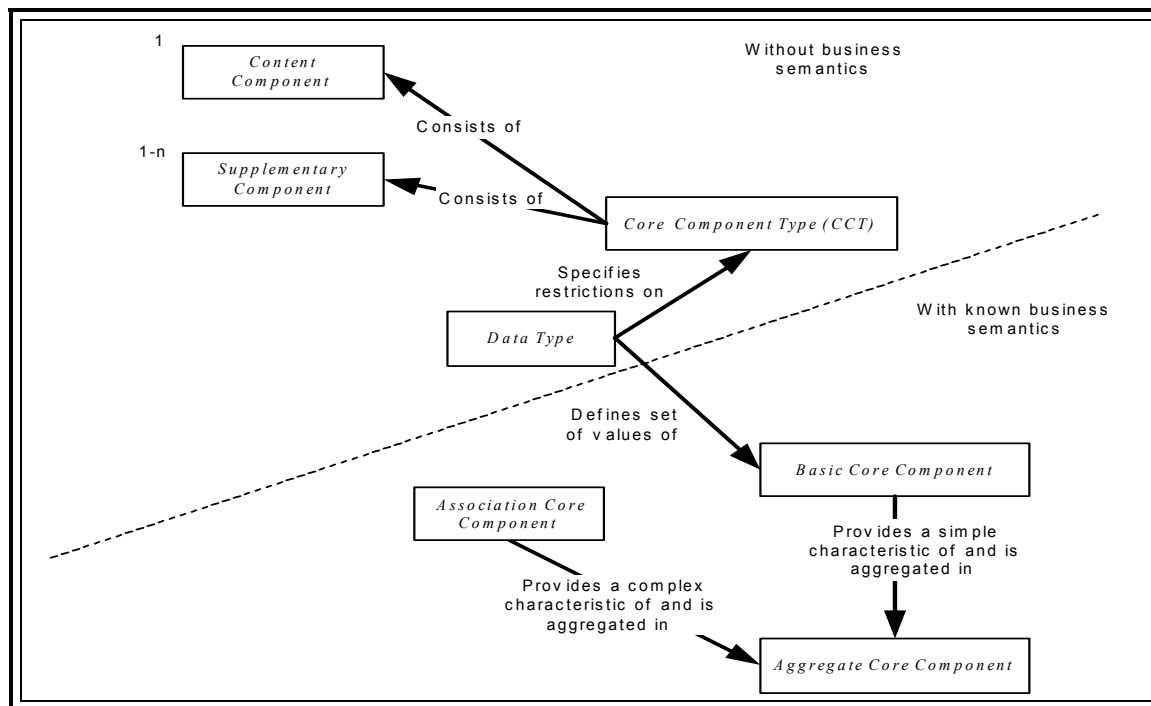 1
Content
Component
Without business
semantics
Consists of
1-n
Supplementary
Component
Consists of
Core Component Type (CCT)
Specifies
restrictions on
With known business
semantics
Data Type
Defines set
of values of
Basic Core Component
Association Core
Component
Provides a simple
characteristic of and is
aggregated in
Provides a complex
characteristic of and is
aggregated in
Aggregate Core Component